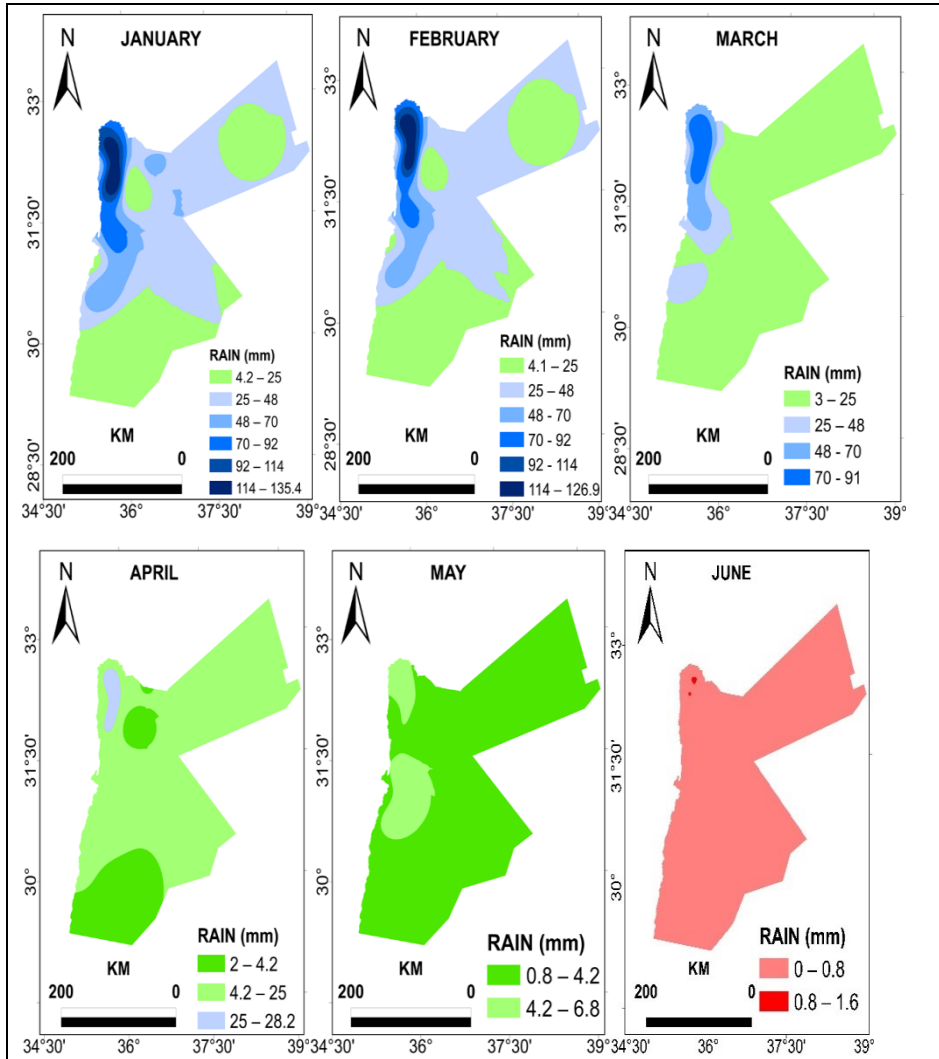 N
JANUARY
33°
31°30'
30°
28°30'
RAIN (mm)
4.2 – 25
25 – 48
48 – 70
70 – 92
92 – 114
114 – 135.4
KM
200 0
34°30' 36° 37°30' 39°
N
FEBRUARY
33°
31°30'
30°
28°30'
RAIN (mm)
4.1 – 25
25 – 48
48 - 70
70 – 92
92 - 114
114 – 126.9
KM
200 0
34°30' 36° 37°30' 39°
N
MARCH
33°
31°30'
30°
28°30'
RAIN (mm)
3 – 25
25 – 48
48 - 70
70 - 91
KM
200 0
34°30' 36° 37°30' 39°
N
APRIL
33°
31°30'
30°
RAIN (mm)
2 – 4.2
4.2 – 25
25 – 28.2
KM
200 0
34°30' 36° 37°30' 39°
N
MAY
33°
31°30'
30°
RAIN (mm)
0.8 – 4.2
4.2 – 6.8
KM
200 0
34°30' 36° 37°30' 39°
N
JUNE
33°
31°30'
30°
RAIN (mm)
0 – 0.8
0.8 – 1.6
KM
200 0
34°30' 36° 37°30' 39°